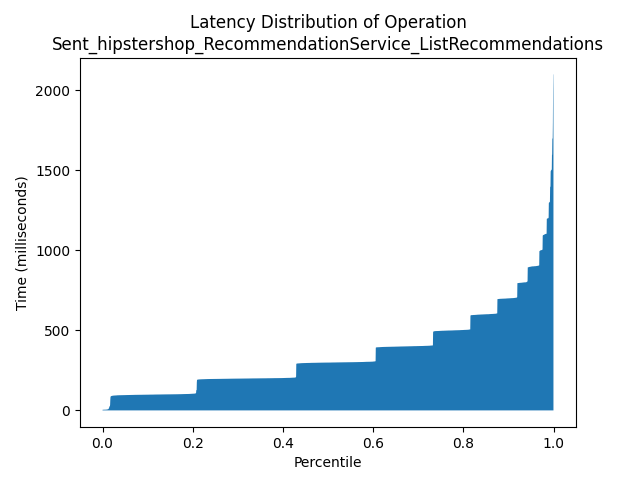 Latency Distribution of Operation
Sent_hipstershop_RecommendationService_ListRecommendations
2000
1500
1000
500
0
Time (milliseconds)
0.0 0.2 0.4 0.6 0.8 1.0
Percentile